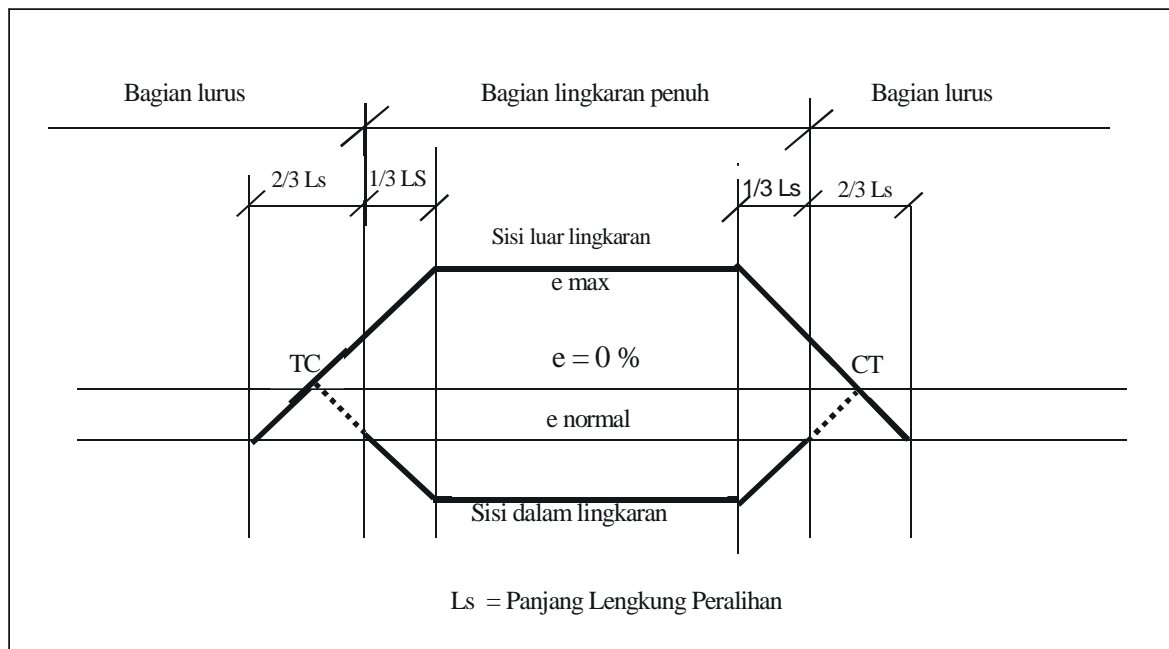 Bagian lurus
Bagian lingkaran penuh
Bagian lurus
2/3 Ls
1/3 LS
1/3 Ls
2/3 Ls
Sisi luar lingkaran
e max
TC
e = 0 %
CT
e normal
Sisi dalam lingkaran
Ls = Panjang Lengkung Peralihan